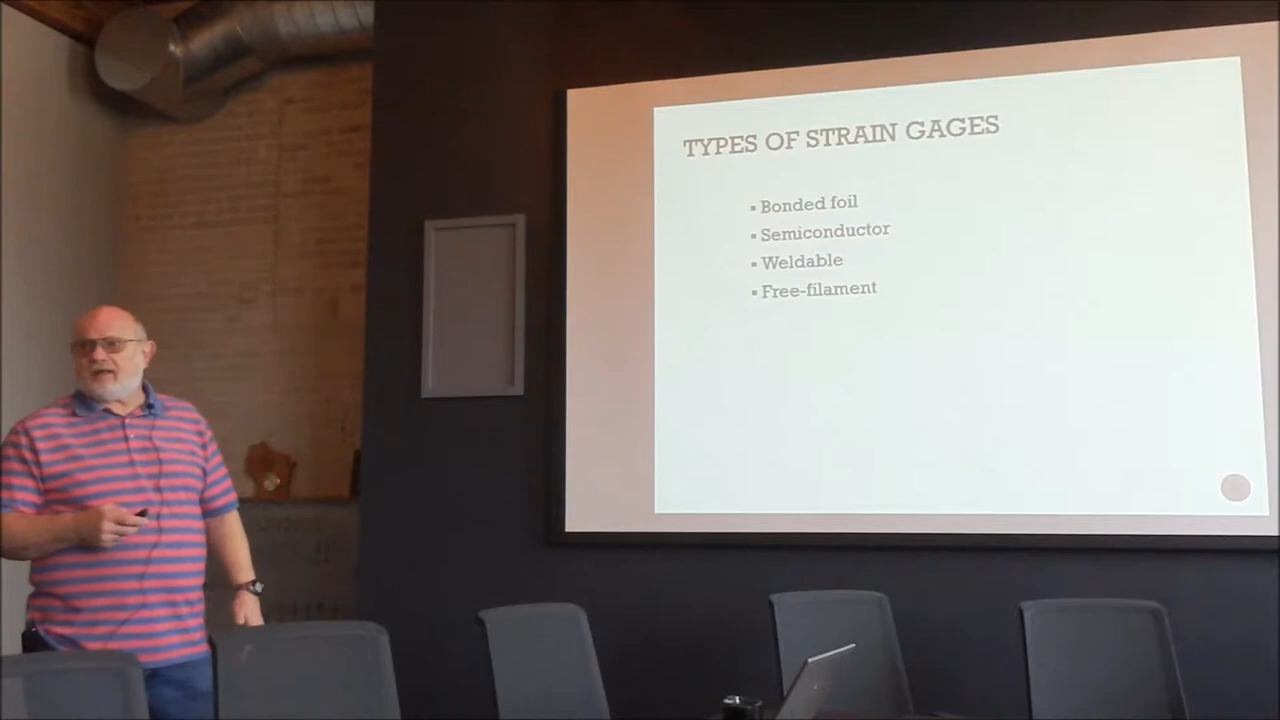 TYPES OF STRAIN GAGES
▪ Bonded foil
▪ Semiconductor
▪ Weldable
▪ Free-filament